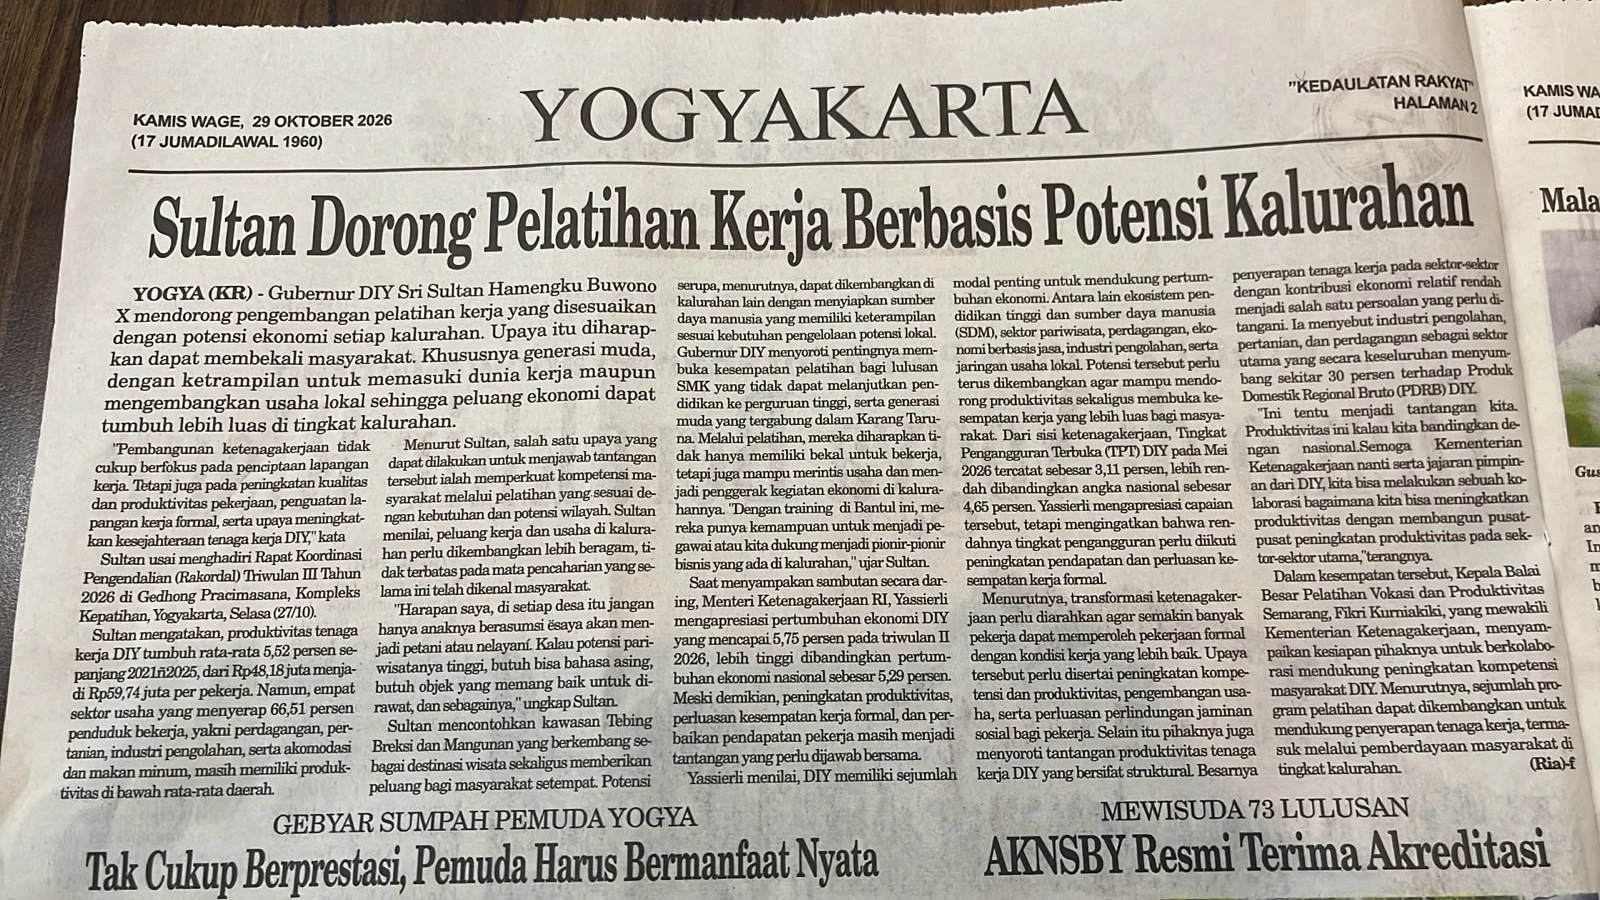 KAMIS WAGE, 29 OKTOBER 2026
(17 JUMADILAWAL 1960)
YOGYAKARTA
"KEDAULATAN RAKYAT"
HALAMAN 2
Sultan Dorong Pelatihan Kerja Berbasis Potensi Kalurahan
YOGYA (KR) - Gubernur DIY Sri Sultan Hamengku Buwono
X mendorong pengembangan pelatihan kerja yang disesuaikan
dengan potensi ekonomi setiap kalurahan. Upaya itu diharap-
kan dapat membekali masyarakat. Khususnya generasi muda,
dengan ketrampilan untuk memasuki dunia kerja maupun
mengembangkan usaha lokal sehingga peluang ekonomi dapat
tumbuh lebih luas di tingkat kalurahan.
"Pembangunan ketenagakerjaan tidak
cukup berfokus pada penciptaan lapangan
kerja. Tetapi juga pada peningkatan kualitas
dan produktivitas pekerjaan, penguatan la-
pangan kerja formal, serta upaya meningkat-
kan kesejahteraan tenaga kerja DIY," kata
Sultan usai menghadiri Rapat Koordinasi
Pengendalian (Rakordal) Triwulan III Tahun
2026 di Gedhong Pracimasana, Kompleks
Kepatihan, Yogyakarta, Selasa (27/10).
Sultan mengatakan, produktivitas tenaga
kerja DIY tumbuh rata-rata 5,52 persen se-
panjang 2021ñ2025, dari Rp48,18 juta menja-
di Rp59,74 juta per pekerja. Namun, empat
sektor usaha yang menyerap 66,51 persen
penduduk bekerja, yakni perdagangan, per-
tanian, industri pengolahan, serta akomodasi
dan makan minum, masih memiliki produk-
tivitas di bawah rata-rata daerah.
Menurut Sultan, salah satu upaya yang
dapat dilakukan untuk menjawab tantangan
tersebut ialah memperkuat kompetensi ma-
syarakat melalui pelatihan yang sesuai de-
ngan kebutuhan dan potensi wilayah. Sultan
menilai, peluang kerja dan usaha di kalura-
han perlu dikembangkan lebih beragam, ti-
dak terbatas pada mata pencaharian yang se-
lama ini telah dikenal masyarakat.
"Harapan saya, di setiap desa itu jangan
hanya anaknya berasumsi ësaya akan men-
jadi petani atau nelayaní. Kalau potensi pari-
wisatanya tinggi, butuh bisa bahasa asing,
butuh objek yang memang baik untuk di-
rawat, dan sebagainya," ungkap Sultan.
Sultan mencontohkan kawasan Tebing
Breksi dan Mangunan yang berkembang se-
bagai destinasi wisata sekaligus memberikan
peluang bagi masyarakat setempat. Potensi
serupa, menurutnya, dapat dikembangkan di
kalurahan lain dengan menyiapkan sumber
daya manusia yang memiliki keterampilan
sesuai kebutuhan pengelolaan potensi lokal.
Gubernur DIY menyoroti pentingnya mem-
buka kesempatan pelatihan bagi lulusan
SMK yang tidak dapat melanjutkan pen-
didikan ke perguruan tinggi, serta generasi
muda yang tergabung dalam Karang Taru-
na. Melalui pelatihan, mereka diharapkan ti-
dak hanya memiliki bekal untuk bekerja,
tetapi juga mampu merintis usaha dan men-
jadi penggerak kegiatan ekonomi di kalura-
hannya. "Dengan training di Bantul ini, me-
reka punya kemampuan untuk menjadi pe-
gawai atau kita dukung menjadi pionir-pionir
bisnis yang ada di kalurahan," ujar Sultan.
Saat menyampaikan sambutan secara dar-
ing, Menteri Ketenagakerjaan RI, Yassierli
mengapresiasi pertumbuhan ekonomi DIY
yang mencapai 5,75 persen pada triwulan II
2026, lebih tinggi dibandingkan pertum-
buhan ekonomi nasional sebesar 5,29 persen.
Meski demikian, peningkatan produktivitas,
perluasan kesempatan kerja formal, dan per-
baikan pendapatan pekerja masih menjadi
tantangan yang perlu dijawab bersama.
Yassierli menilai, DIY memiliki sejumlah
modal penting untuk mendukung pertum-
buhan ekonomi. Antara lain ekosistem pen-
didikan tinggi dan sumber daya manusia
(SDM), sektor pariwisata, perdagangan, eko-
nomi berbasis jasa, industri pengolahan, serta
jaringan usaha lokal. Potensi tersebut perlu
terus dikembangkan agar mampu mendo-
rong produktivitas sekaligus membuka ke-
sempatan kerja yang lebih luas bagi masya-
rakat. Dari sisi ketenagakerjaan, Tingkat
Pengangguran Terbuka (TPT) DIY pada Mei
2026 tercatat sebesar 3,11 persen, lebih ren-
dah dibandingkan angka nasional sebesar
4,65 persen. Yassierli mengapresiasi capaian
tersebut, tetapi mengingatkan bahwa ren-
dahnya tingkat pengangguran perlu diikuti
peningkatan pendapatan dan perluasan ke-
sempatan kerja formal.
Menurutnya, transformasi ketenagaker-
jaan perlu diarahkan agar semakin banyak
pekerja dapat memperoleh pekerjaan formal
dengan kondisi kerja yang lebih baik. Upaya
tersebut perlu disertai peningkatan kompe-
tensi dan produktivitas, pengembangan usa-
ha, serta perluasan perlindungan jaminan
sosial bagi pekerja. Selain itu pihaknya juga
menyoroti tantangan produktivitas tenaga
kerja DIY yang bersifat struktural. Besarnya
penyerapan tenaga kerja pada sektor-sektor
dengan kontribusi ekonomi relatif rendah
menjadi salah satu persoalan yang perlu di-
tangani. Ia menyebut industri pengolahan,
pertanian, dan perdagangan sebagai sektor
utama yang secara keseluruhan menyum-
bang sekitar 30 persen terhadap Produk
Domestik Regional Bruto (PDRB) DIY.
"Ini tentu menjadi tantangan kita.
Produktivitas ini kalau kita bandingkan de-
ngan nasional.Semoga Kementerian
Ketenagakerjaan nanti serta jajaran pimpin-
an dari DIY, kita bisa melakukan sebuah ko-
laborasi bagaimana kita bisa meningkatkan
produktivitas dengan membangun pusat-
pusat peningkatan produktivitas pada sek-
tor-sektor utama,"terangnya.
Dalam kesempatan tersebut, Kepala Balai
Besar Pelatihan Vokasi dan Produktivitas
Semarang, Fikri Kurniakiki, yang mewakili
Kementerian Ketenagakerjaan, menyam-
paikan kesiapan pihaknya untuk berkolabo-
rasi mendukung peningkatan kompetensi
masyarakat DIY. Menurutnya, sejumlah pro-
gram pelatihan dapat dikembangkan untuk
mendukung penyerapan tenaga kerja, terma-
suk melalui pemberdayaan masyarakat di
tingkat kalurahan.
(Ria)-f
GEBYAR SUMPAH PEMUDA YOGYA
Tak Cukup Berprestasi, Pemuda Harus Bermanfaat Nyata
MEWISUDA 73 LULUSAN
AKNSBY Resmi Terima Akreditasi
KAMIS WA
(17 JUMAD
Mala
Gus